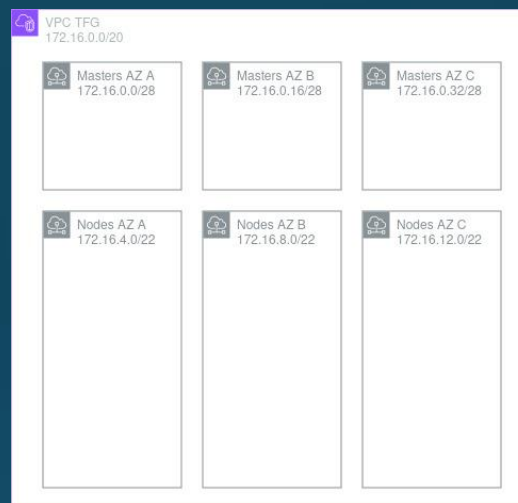 VPC TFG
172.16.0.0/20
Masters AZ A
172.16.0.0/28
Masters AZ B
172.16.0.16/28
Masters AZ C
172.16.0.32/28
Nodes AZ A
172.16.4.0/22
Nodes AZ B
172.16.8.0/22
Nodes AZ C
172.16.12.0/22